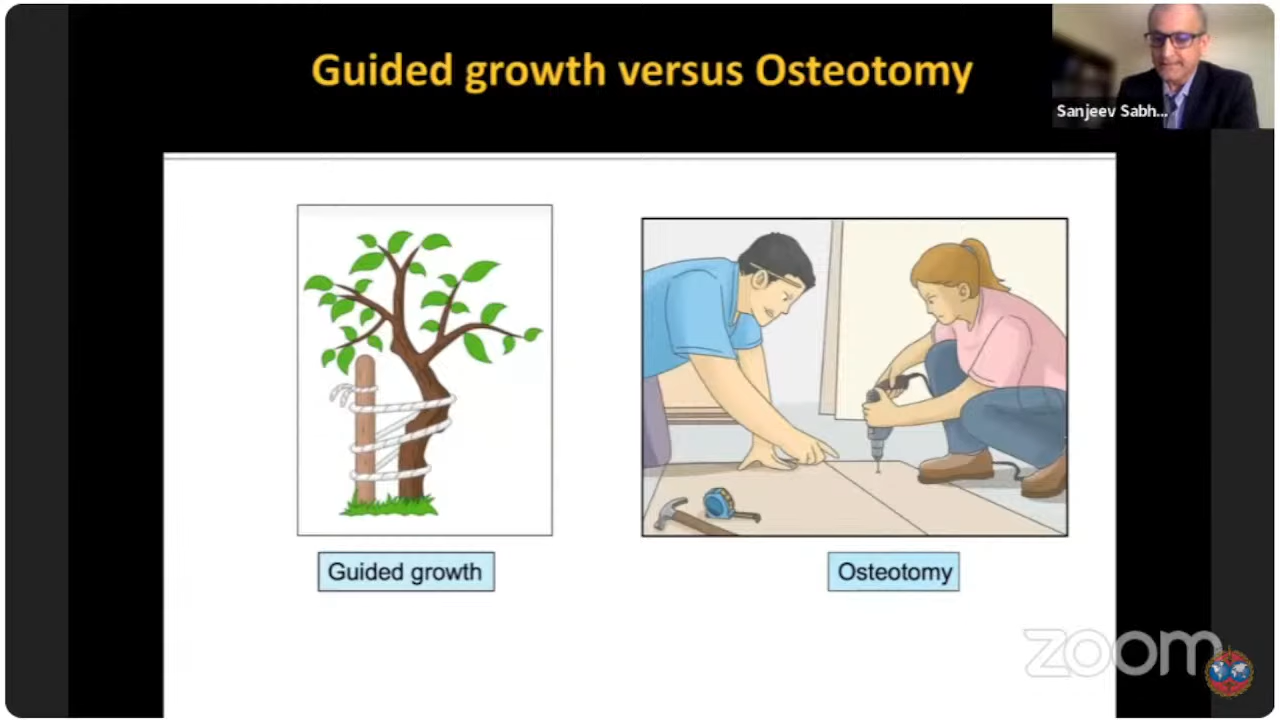 Guided growth versus Osteotomy
Sanjeev Sabh...
Guided growth
Osteotomy
zoom